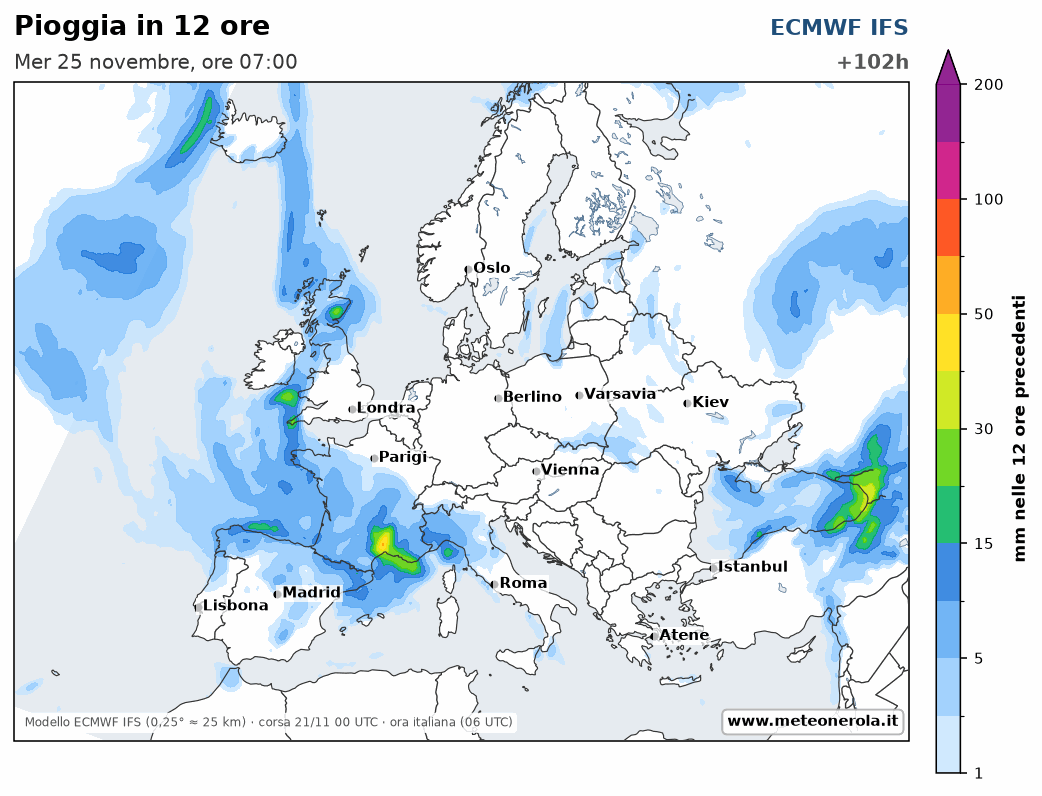 Pioggia in 12 ore
ECMWF IFS
Mer 25 novembre, ore 07:00
+102h
200
100
50
30
15
5
1
mm nelle 12 ore precedenti
Oslo
Berlino
Varsavia
Kiev
Londra
Parigi
Vienna
Istanbul
Roma
Madrid
Lisbona
Atene
Modello ECMWF IFS (0,25° ≈ 25 km) · corsa 21/11 00 UTC · ora italiana (06 UTC)
www.meteonerola.it